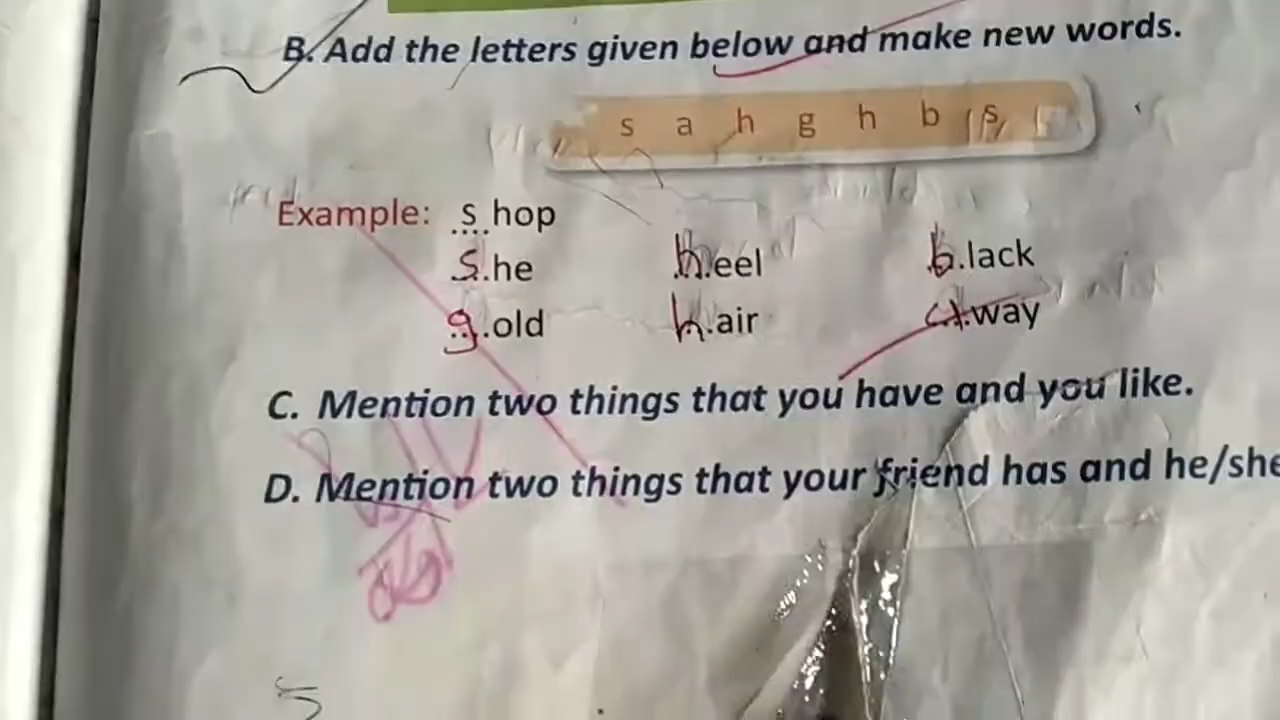 B. Add the letters given below and make new words.
s a h g h b s
Example: s hop
s.he h.eel b.lack
g.old h.air a.way
C. Mention two things that you have and you like.
D. Mention two things that your friend has and he/she